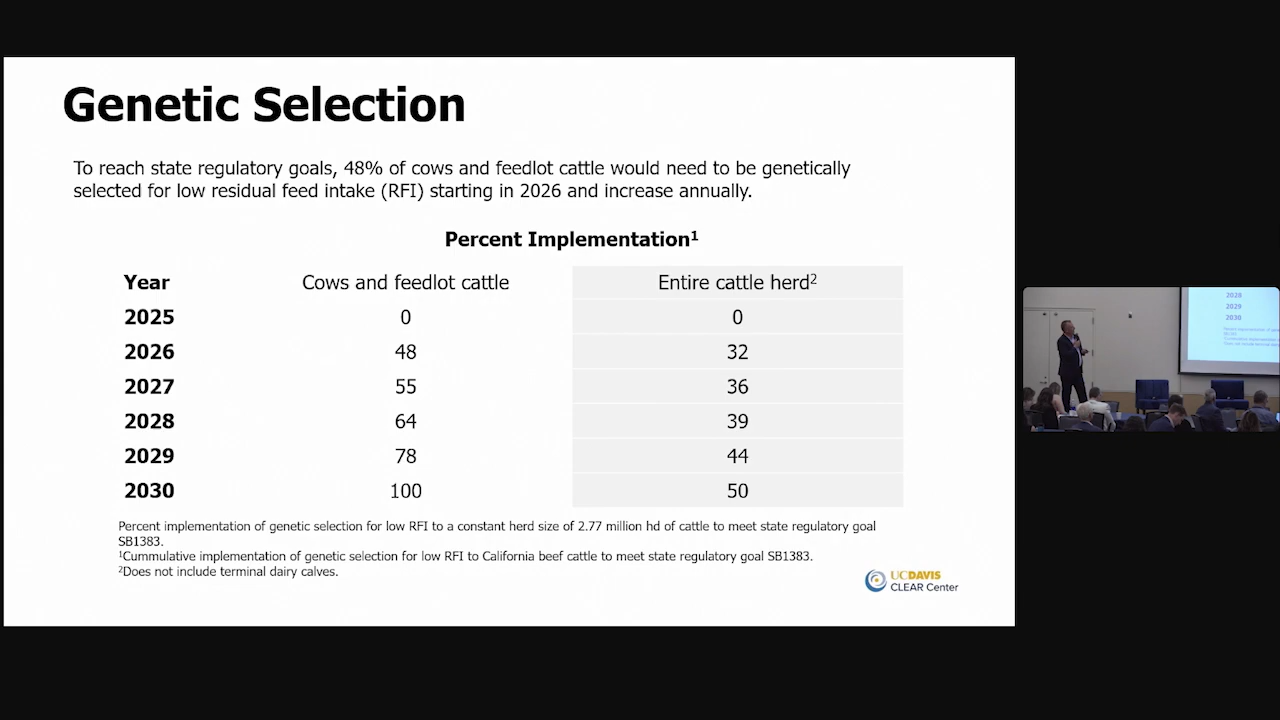 Genetic Selection
To reach state regulatory goals, 48% of cows and feedlot cattle would need to be genetically
selected for low residual feed intake (RFI) starting in 2026 and increase annually.
Percent Implementation¹
Year Cows and feedlot cattle Entire cattle herd²
2025 0 0
2026 48 32
2027 55 36
2028 64 39
2029 78 44
2030 100 50
Percent implementation of genetic selection for low RFI to a constant herd size of 2.77 million hd of cattle to meet state regulatory goal
SB1383.
¹Cummulative implementation of genetic selection for low RFI to California beef cattle to meet state regulatory goal SB1383.
²Does not include terminal dairy calves.
UCDAVIS
CLEAR Center
2028
2029
2030